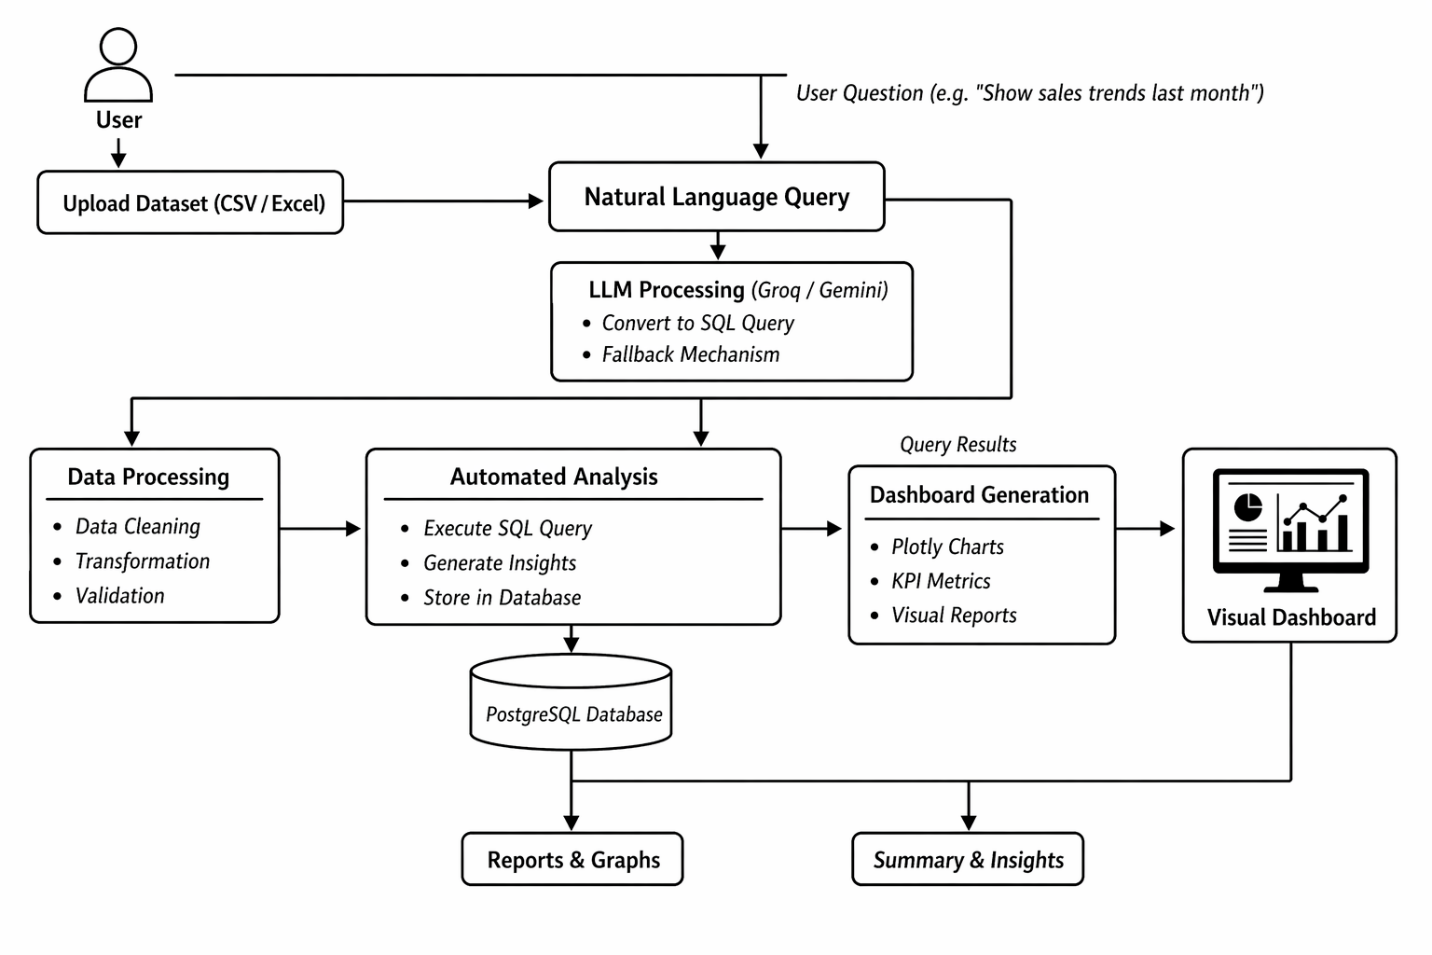 User
User Question (e.g. "Show sales trends last month")
Upload Dataset (CSV / Excel)
Natural Language Query
LLM Processing (Groq / Gemini)
• Convert to SQL Query
• Fallback Mechanism
Data Processing
• Data Cleaning
• Transformation
• Validation
Automated Analysis
• Execute SQL Query
• Generate Insights
• Store in Database
Query Results
Dashboard Generation
• Plotly Charts
• KPI Metrics
• Visual Reports
Visual Dashboard
PostgreSQL Database
Reports & Graphs
Summary & Insights